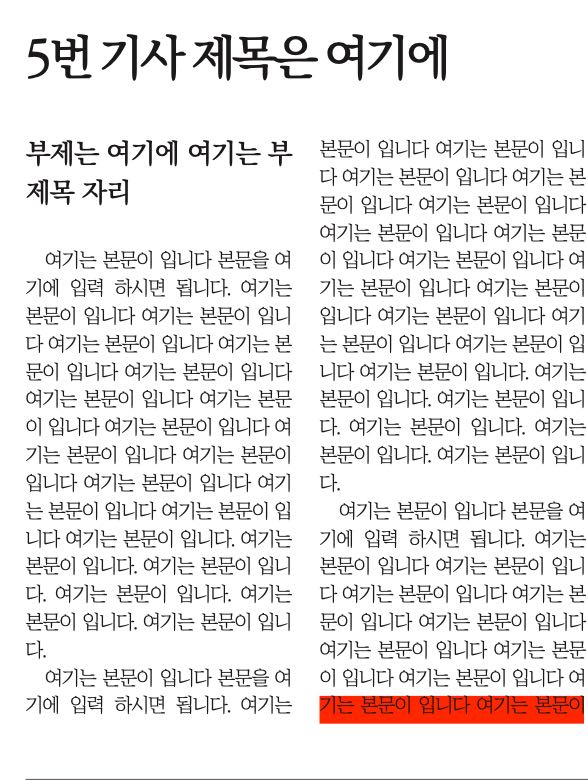 5번 기사 제목은 여기에
부제는 여기에 여기는 부
제목 자리
여기는 본문이 입니다 본문을 여
기에 입력 하시면 됩니다. 여기는
본문이 입니다 여기는 본문이 입니
다 여기는 본문이 입니다 여기는 본
문이 입니다 여기는 본문이 입니다
여기는 본문이 입니다 여기는 본문
이 입니다 여기는 본문이 입니다 여
기는 본문이 입니다 여기는 본문이
입니다 여기는 본문이 입니다 여기
는 본문이 입니다 여기는 본문이 입
니다 여기는 본문이 입니다. 여기는
본문이 입니다. 여기는 본문이 입니
다. 여기는 본문이 입니다. 여기는
본문이 입니다. 여기는 본문이 입니
다.
여기는 본문이 입니다 본문을 여
기에 입력 하시면 됩니다. 여기는
본문이 입니다 여기는 본문이 입니
다 여기는 본문이 입니다 여기는 본
문이 입니다 여기는 본문이 입니다
여기는 본문이 입니다 여기는 본문
이 입니다 여기는 본문이 입니다 여
기는 본문이 입니다 여기는 본문이
입니다 여기는 본문이 입니다 여기
는 본문이 입니다 여기는 본문이 입
니다 여기는 본문이 입니다. 여기는
본문이 입니다. 여기는 본문이 입니
다. 여기는 본문이 입니다. 여기는
본문이 입니다. 여기는 본문이 입니
다.
여기는 본문이 입니다 본문을 여
기에 입력 하시면 됩니다. 여기는
본문이 입니다 여기는 본문이 입니
다 여기는 본문이 입니다 여기는 본
문이 입니다 여기는 본문이 입니다
여기는 본문이 입니다 여기는 본문
이 입니다 여기는 본문이 입니다 여
기는 본문이 입니다 여기는 본문이